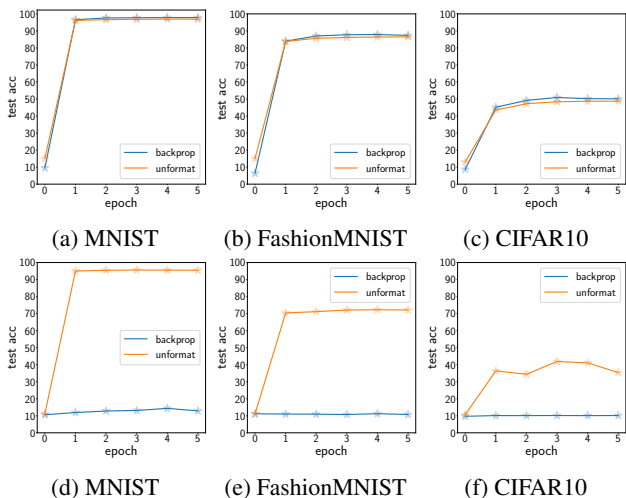 100
90
80
70
60
50
40
30
20
10
0
test acc
backprop
unformat
0 1 2 3 4 5
epoch
(a) MNIST
100
90
80
70
60
50
40
30
20
10
0
test acc
backprop
unformat
0 1 2 3 4 5
epoch
(b) FashionMNIST
100
90
80
70
60
50
40
30
20
10
0
test acc
backprop
unformat
0 1 2 3 4 5
epoch
(c) CIFAR10
100
90
80
70
60
50
40
30
20
10
0
test acc
backprop
unformat
0 1 2 3 4 5
epoch
(d) MNIST
100
90
80
70
60
50
40
30
20
10
0
test acc
backprop
unformat
0 1 2 3 4 5
epoch
(e) FashionMNIST
100
90
80
70
60
50
40
30
20
10
0
test acc
backprop
unformat
0 1 2 3 4 5
epoch
(f) CIFAR10